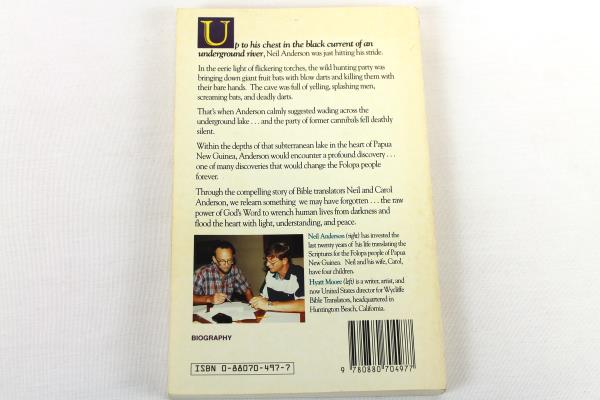 Up to his chest in the black current of an
underground river, Neil Anderson was just hitting his stride.
In the eerie light of flickering torches, the wild hunting party was
bringing down giant fruit bats with blow darts and killing them with
their bare hands. The cave was full of yelling, splashing men,
screaming bats, and deadly darts.
That's when Anderson calmly suggested wading across the
underground lake . . . and the party of former cannibals fell deathly
silent.
Within the depths of that subterranean lake in the heart of Papua
New Guinea, Anderson would encounter a profound discovery . . .
one of many discoveries that would change the Folopa people
forever.
Through the compelling story of Bible translators Neil and Carol
Anderson, we relearn something we may have forgotten . . . the raw
power of God's Word to wrench human lives from darkness and
flood the heart with light, understanding, and peace.
Neil Anderson (right) has invested the
last twenty years of his life translating the
Scriptures for the Folopa people of Papua
New Guinea. Neil and his wife, Carol,
have four children.
Hyatt Moore (left) is a writer, artist, and
now United States director for Wycliffe
Bible Translators, headquartered in
Huntington Beach, California.
BIOGRAPHY
ISBN 0-88070-497-7
9 780880 704977